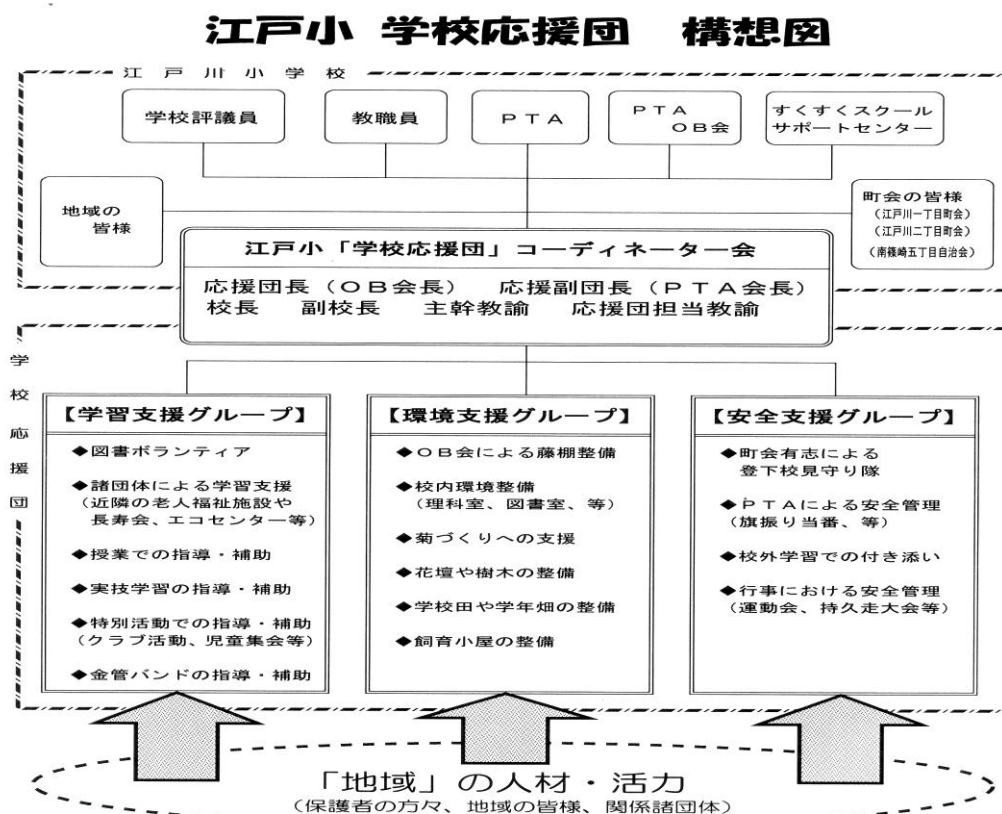 江戸小 学校応援団 構想図
江戸川小学校
学校評議員
教職員
PTA
PTA
OB会
すくすくスクール
サポートセンター
地域の
皆様
町会の皆様
(江戸川一丁目町会)
(江戸川二丁目町会)
(南篠崎五丁目自治会)
江戸小「学校応援団」コーディネーター会
応援団長(OB会長) 応援副団長(PTA会長)
校長 副校長 主幹教諭 応援団担当教諭
学校応援団
【学習支援グループ】
◆図書ボランティア
◆諸団体による学習支援
(近隣の老人福祉施設や
長寿会、エコセンター等)
◆授業での指導・補助
◆実技学習の指導・補助
◆特別活動での指導・補助
(クラブ活動、児童集会等)
◆金管バンドの指導・補助
【環境支援グループ】
◆OB会による藤棚整備
◆校内環境整備
(理科室、図書室、等)
◆菊づくりへの支援
◆花壇や樹木の整備
◆学校田や学年畑の整備
◆飼育小屋の整備
【安全支援グループ】
◆町会有志による
登下校見守り隊
◆PTAによる安全管理
(旗振り当番、等)
◆校外学習での付き添い
◆行事における安全管理
(運動会、持久走大会等)
「地域」の人材・活力
(保護者の方々、地域の皆様、関係諸団体)